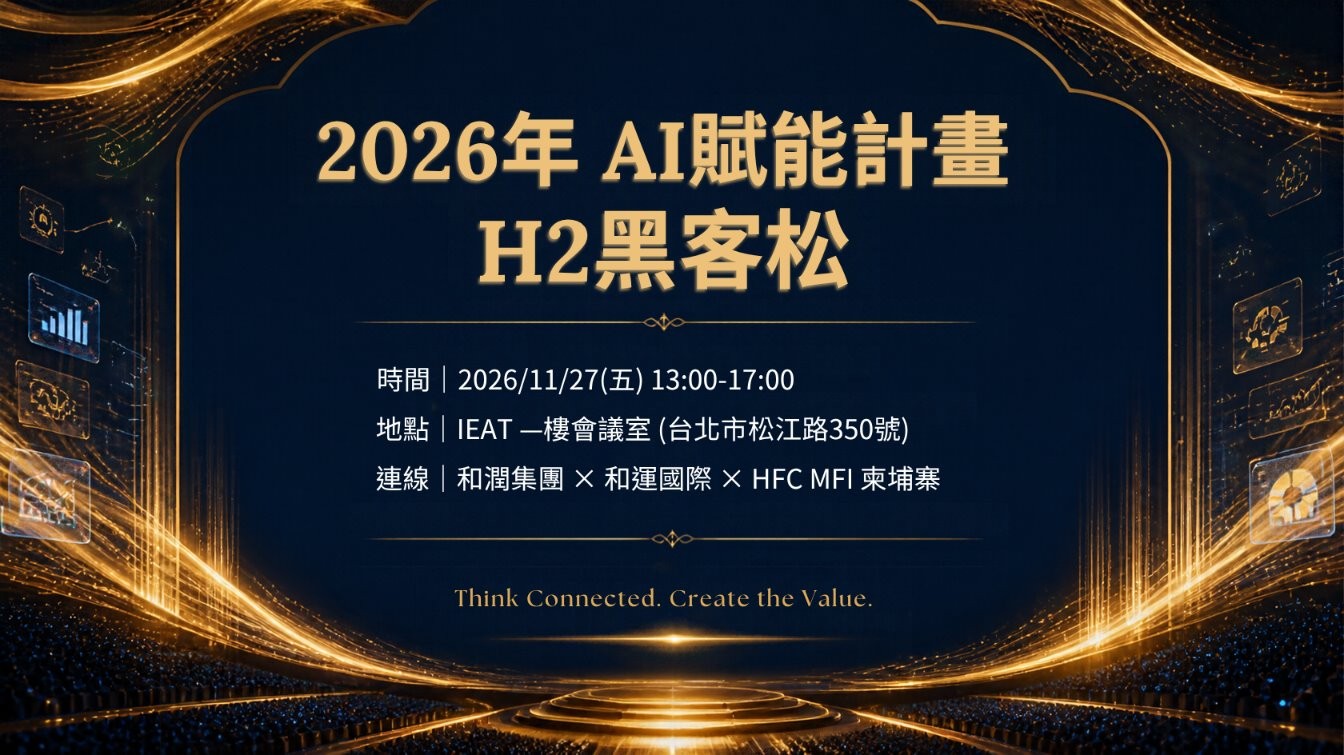 2026年 AI賦能計畫
H2黑客松
時間｜2026/11/27(五) 13:00-17:00
地點｜IEAT 一樓會議室 (台北市松江路350號)
連線｜和潤集團 × 和運國際 × HFC MFI 柬埔寨
Think Connected. Create the Value.